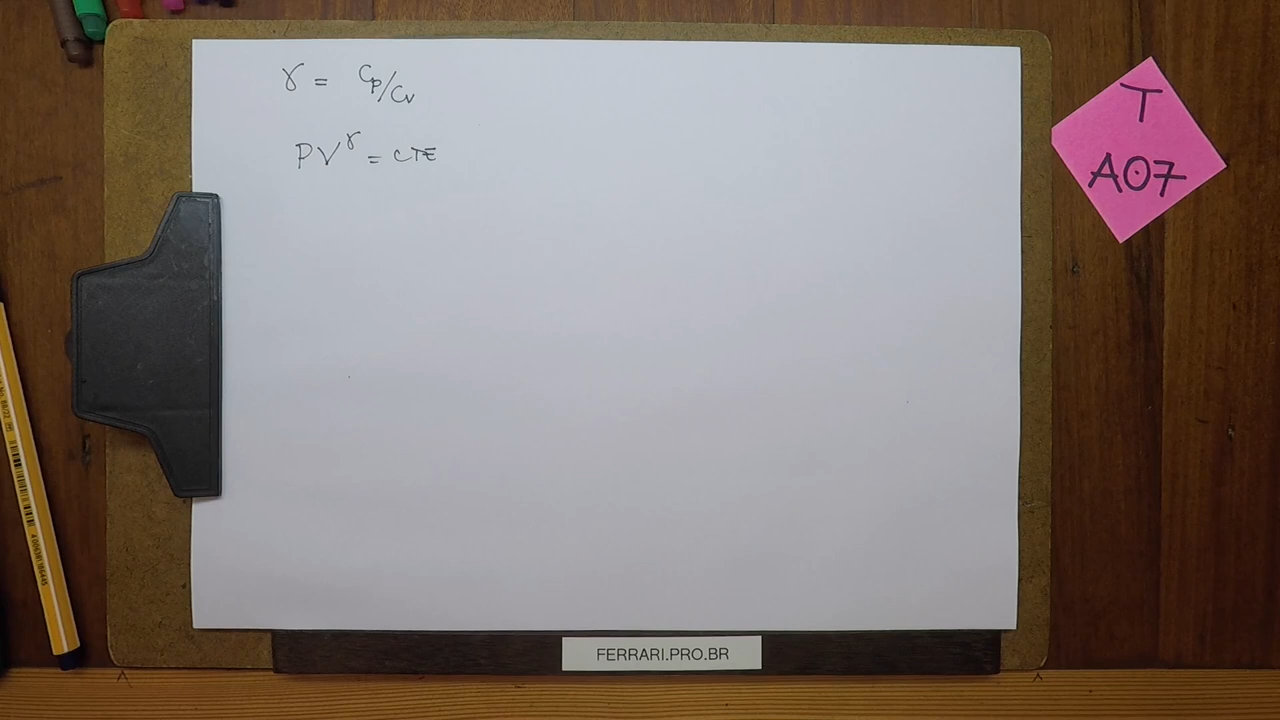 γ = Cp/Cv
PV^γ = CTE
T
A07
FERRARI.PRO.BR